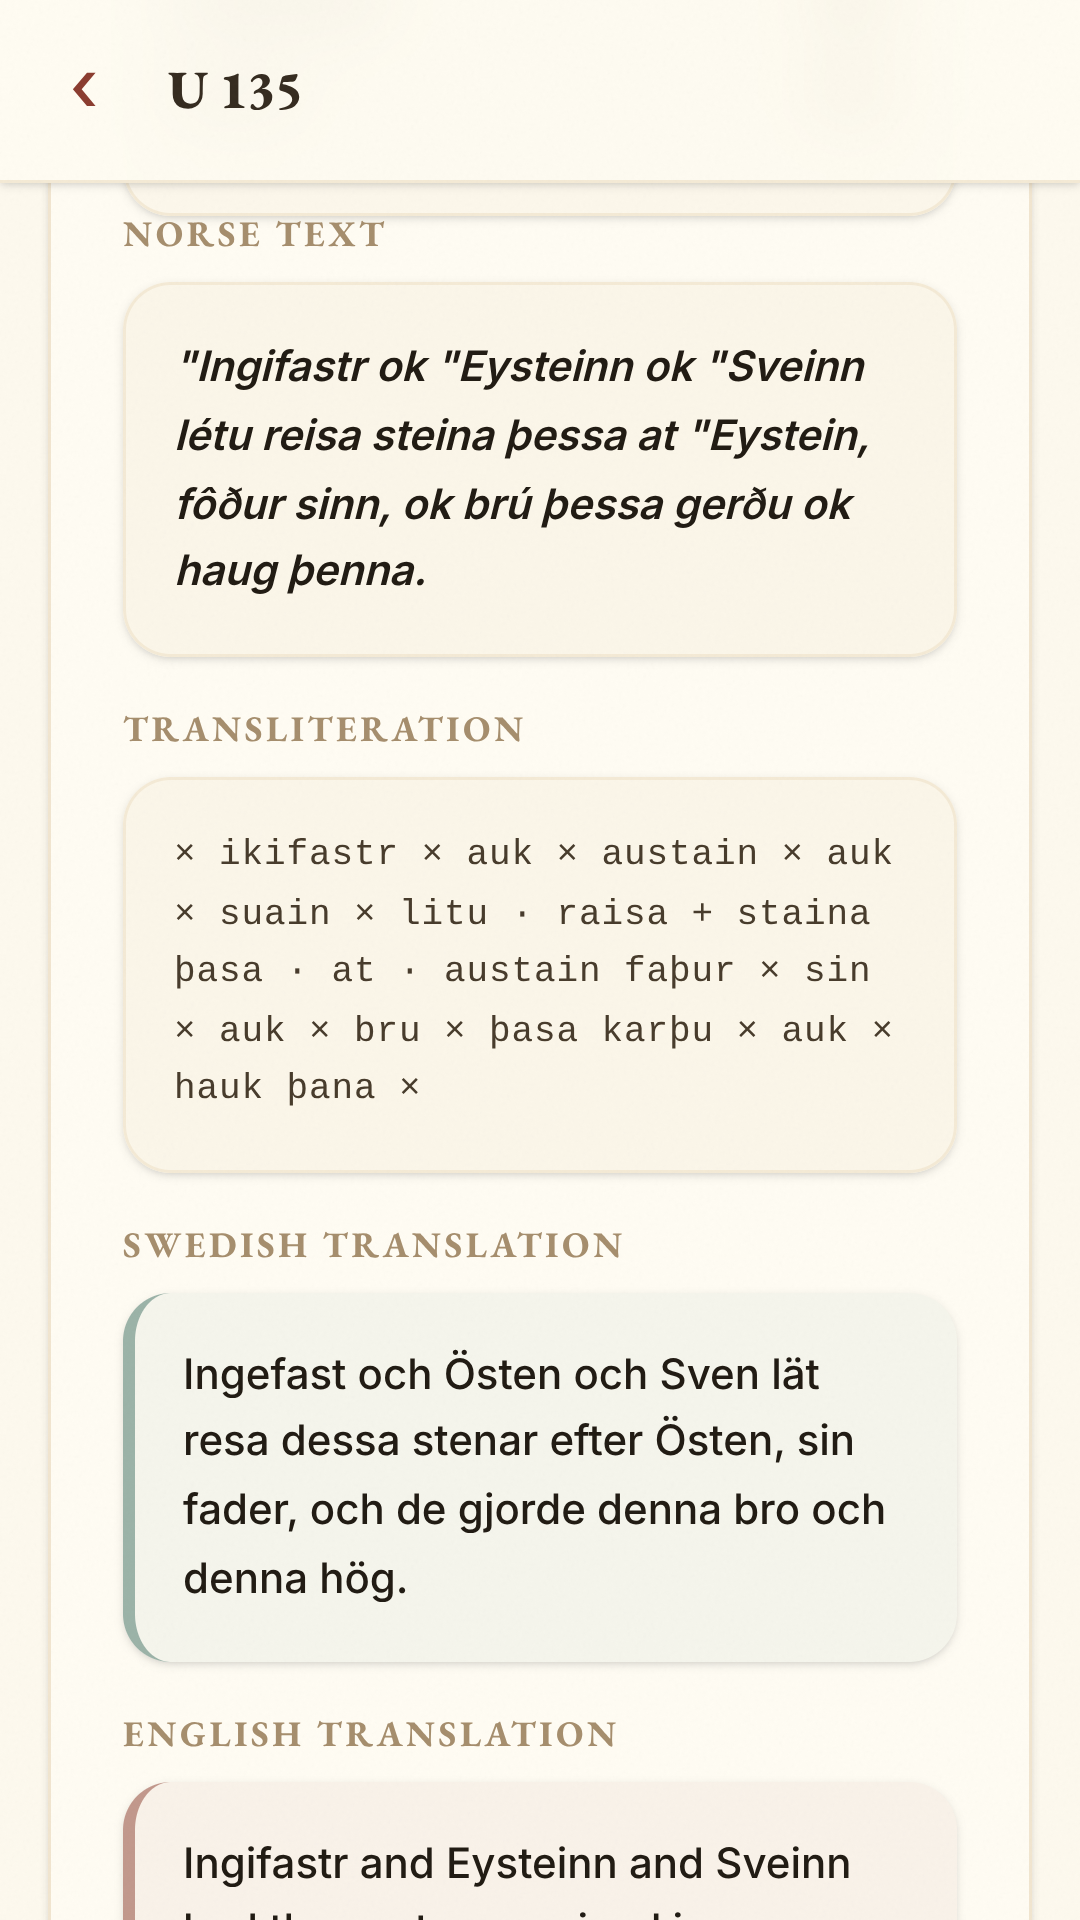 U 135
NORSE TEXT
"Ingifastr ok "Eysteinn ok "Sveinn
létu reisa steina þessa at "Eystein,
fôður sinn, ok brú þessa gerðu ok
haug þenna.
TRANSLITERATION
× ikifastr × auk × austain × auk
× suain × litu · raisa + staina
þasa · at · austain faþur × sin
× auk × bru × þasa karþu × auk ×
hauk þana ×
SWEDISH TRANSLATION
Ingefast och Östen och Sven lät
resa dessa stenar efter Östen, sin
fader, och de gjorde denna bro och
denna hög.
ENGLISH TRANSLATION
Ingifastr and Eysteinn and Sveinn